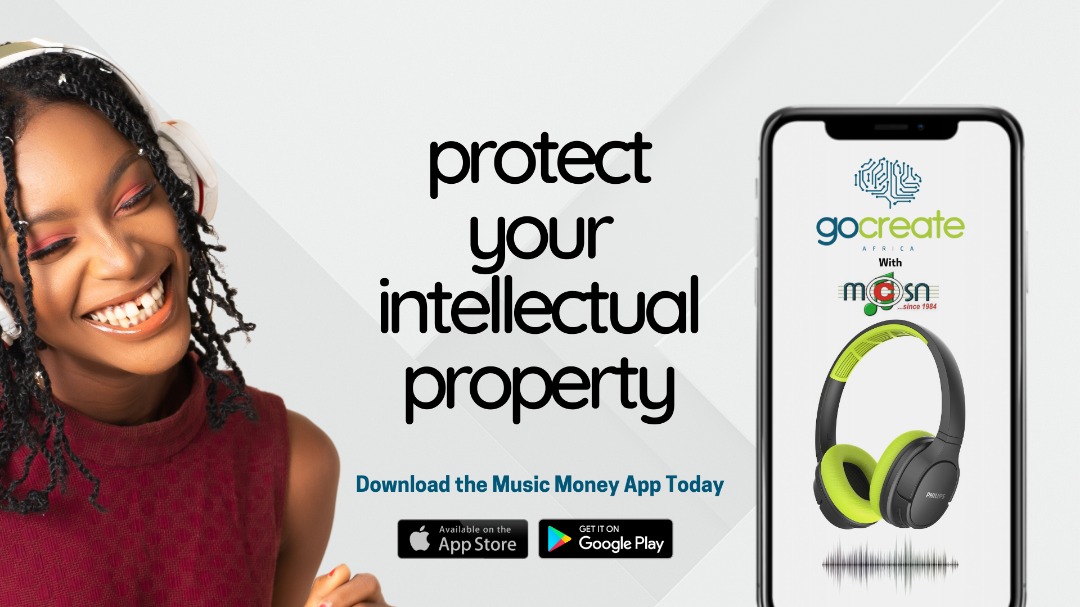 protect
your
intellectual
property
Download the Music Money App Today
Available on the
App Store
GET IT ON
Google Play
gocreate
AFRICA
With
mcsn
...since 1984
PHILIPS